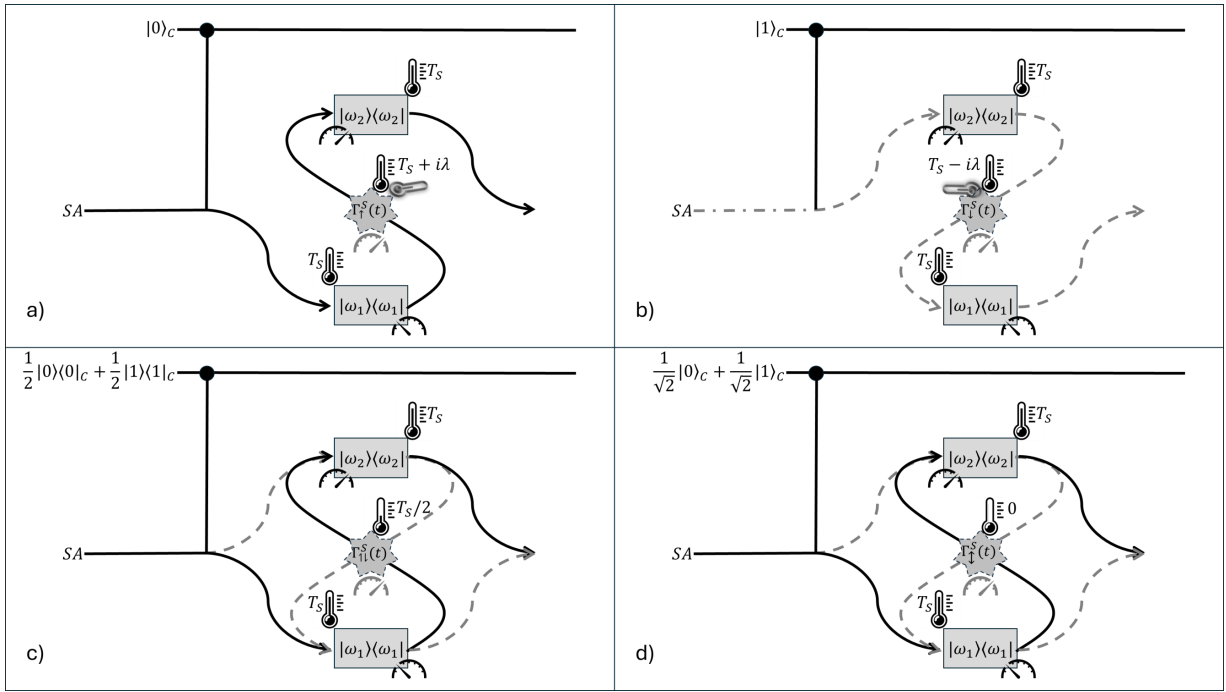 |0⟩_C
T_S
|ω₂⟩⟨ω₂|
T_S + iλ
Γ↑^S(t)
SA
T_S
|ω₁⟩⟨ω₁|
a)
|1⟩_C
T_S
|ω₂⟩⟨ω₂|
T_S − iλ
Γ↓^S(t)
SA
T_S
|ω₁⟩⟨ω₁|
b)
1/2 |0⟩⟨0|_C + 1/2 |1⟩⟨1|_C
T_S
|ω₂⟩⟨ω₂|
T_S/2
Γ↑↓^S(t)
SA
T_S
|ω₁⟩⟨ω₁|
c)
1/√2 |0⟩_C + 1/√2 |1⟩_C
T_S
|ω₂⟩⟨ω₂|
0
Γ↕^S(t)
SA
T_S
|ω₁⟩⟨ω₁|
d)